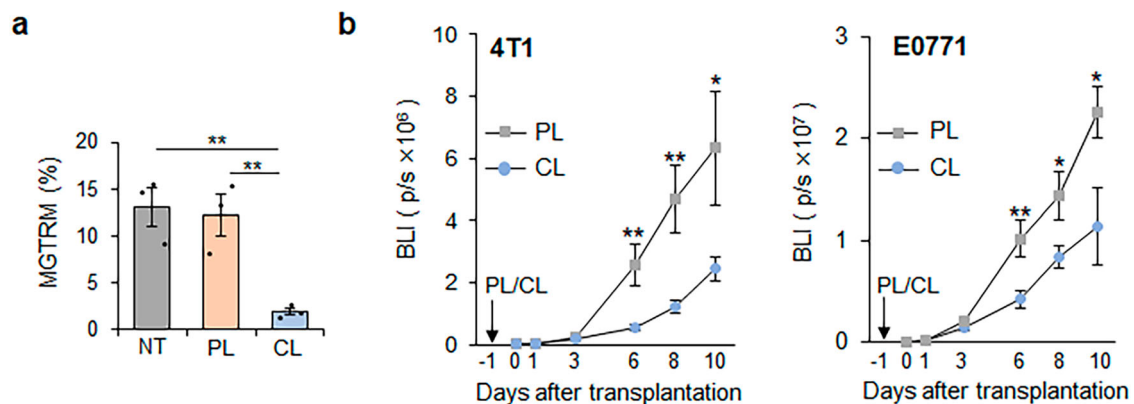 a
MGTRM (%)
20
15
10
5
0
**
**
NT PL CL
b
4T1
BLI ( p/s ×10⁶)
10
8
6
4
2
0
PL
CL
PL/CL
** ** *
-1 0 1 3 6 8 10
Days after transplantation
E0771
BLI ( p/s ×10⁷)
3
2
1
0
PL
CL
PL/CL
** * *
-1 0 1 3 6 8 10
Days after transplantation